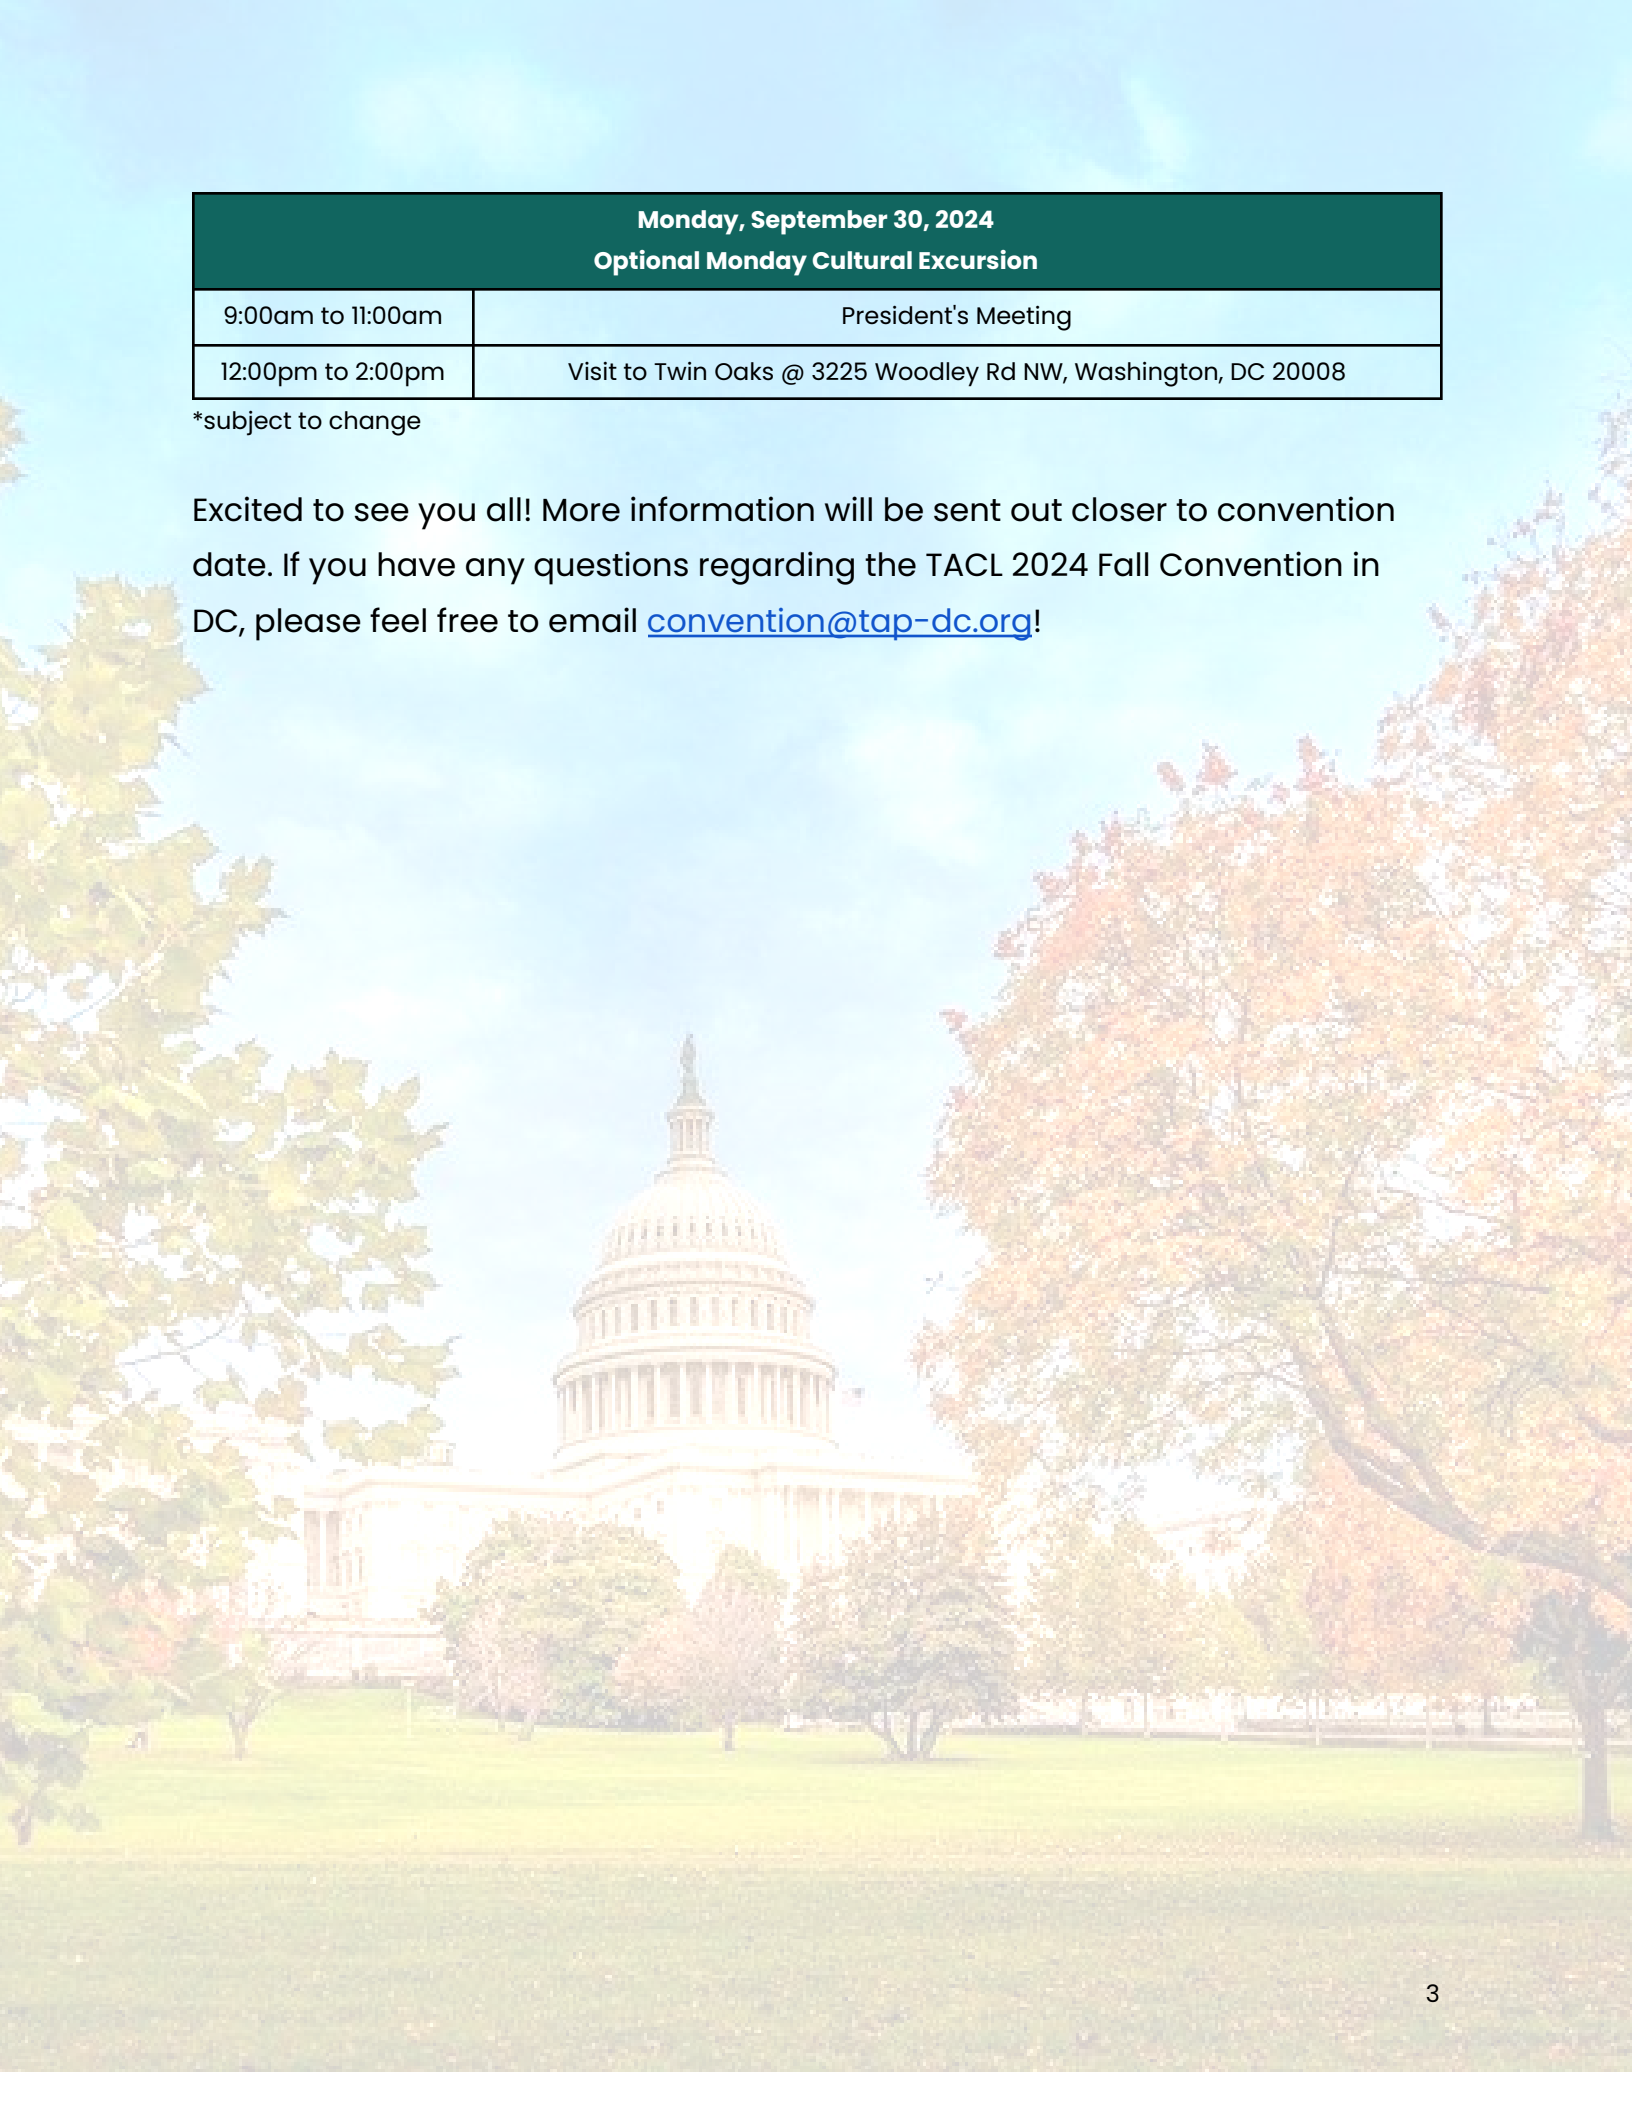 Monday, September 30, 2024
Optional Monday Cultural Excursion
9:00am to 11:00am President's Meeting
12:00pm to 2:00pm Visit to Twin Oaks @ 3225 Woodley Rd NW, Washington, DC 20008
*subject to change
Excited to see you all! More information will be sent out closer to convention
date. If you have any questions regarding the TACL 2024 Fall Convention in
DC, please feel free to email convention@tap-dc.org!
3